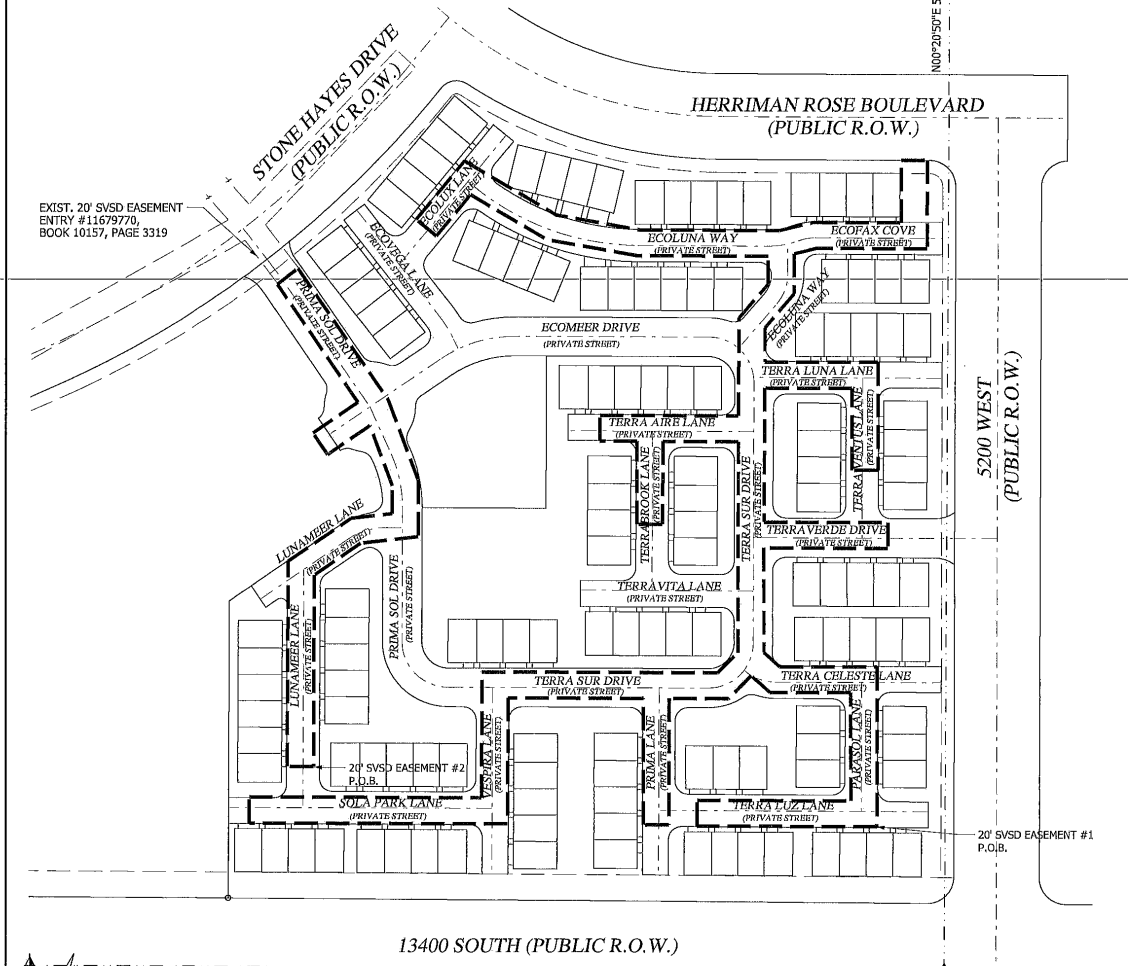 N00°20'50"E 5
STONE HAYES DRIVE
(PUBLIC R.O.W.)
HERRIMAN ROSE BOULEVARD
(PUBLIC R.O.W.)
EXIST. 20' SVSD EASEMENT
ENTRY #11679770,
BOOK 10157, PAGE 3319
ECOLUX LANE
(PRIVATE STREET)
ECOVEGA LANE
(PRIVATE STREET)
ECOLUNA WAY
(PRIVATE STREET)
ECOFAX COVE
(PRIVATE STREET)
PRIMA SOL DRIVE
(PRIVATE STREET)
ECOLUNA WAY
(PRIVATE STREET)
ECOMEER DRIVE
(PRIVATE STREET)
TERRA LUNA LANE
(PRIVATE STREET)
5200 WEST
(PUBLIC R.O.W.)
TERRA AIRE LANE
(PRIVATE STREET)
TERRA VENTUS LANE
(PRIVATE STREET)
TERRABROOK LANE
(PRIVATE STREET)
TERRA SUR DRIVE
(PRIVATE STREET)
LUNAMEER LANE
(PRIVATE STREET)
TERRAVERDE DRIVE
(PRIVATE STREET)
PRIMA SOL DRIVE
(PRIVATE STREET)
TERRAVITA LANE
(PRIVATE STREET)
LUNAMEER LANE
(PRIVATE STREET)
TERRA SUR DRIVE
(PRIVATE STREET)
TERRA CELESTE LANE
(PRIVATE STREET)
VESPIRA LANE
(PRIVATE STREET)
PRIMA LANE
(PRIVATE STREET)
PARASOL LANE
(PRIVATE STREET)
20' SVSD EASEMENT #2
P.O.B.
SOLA PARK LANE
(PRIVATE STREET)
TERRA LUZ LANE
(PRIVATE STREET)
20' SVSD EASEMENT #1
P.O.B.
13400 SOUTH (PUBLIC R.O.W.)